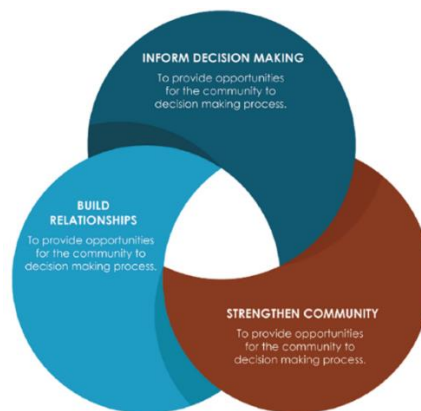 INFORM DECISION MAKING
To provide opportunities
for the community to
decision making process.
BUILD
RELATIONSHIPS
To provide opportunities
for the community to
decision making process.
STRENGTHEN COMMUNITY
To provide opportunities
for the community to
decision making process.